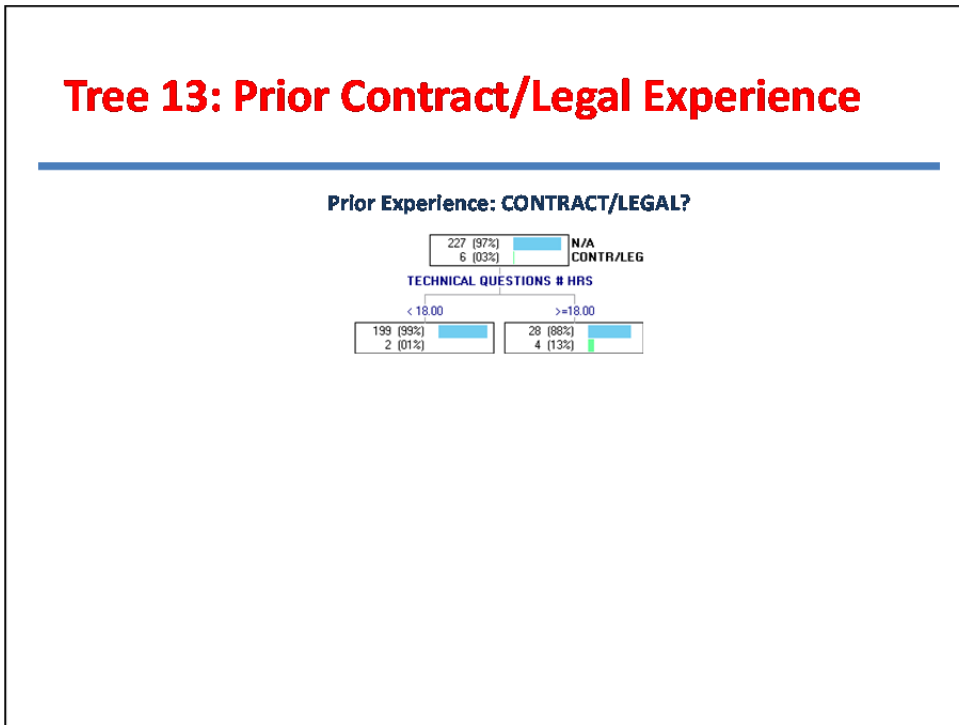 Tree 13: Prior Contract/Legal Experience
Prior Experience: CONTRACT/LEGAL?
227 (97%) N/A
6 (03%) CONTR/LEG
TECHNICAL QUESTIONS # HRS
< 18.00 >=18.00
199 (99%) 28 (88%)
2 (01%) 4 (13%)